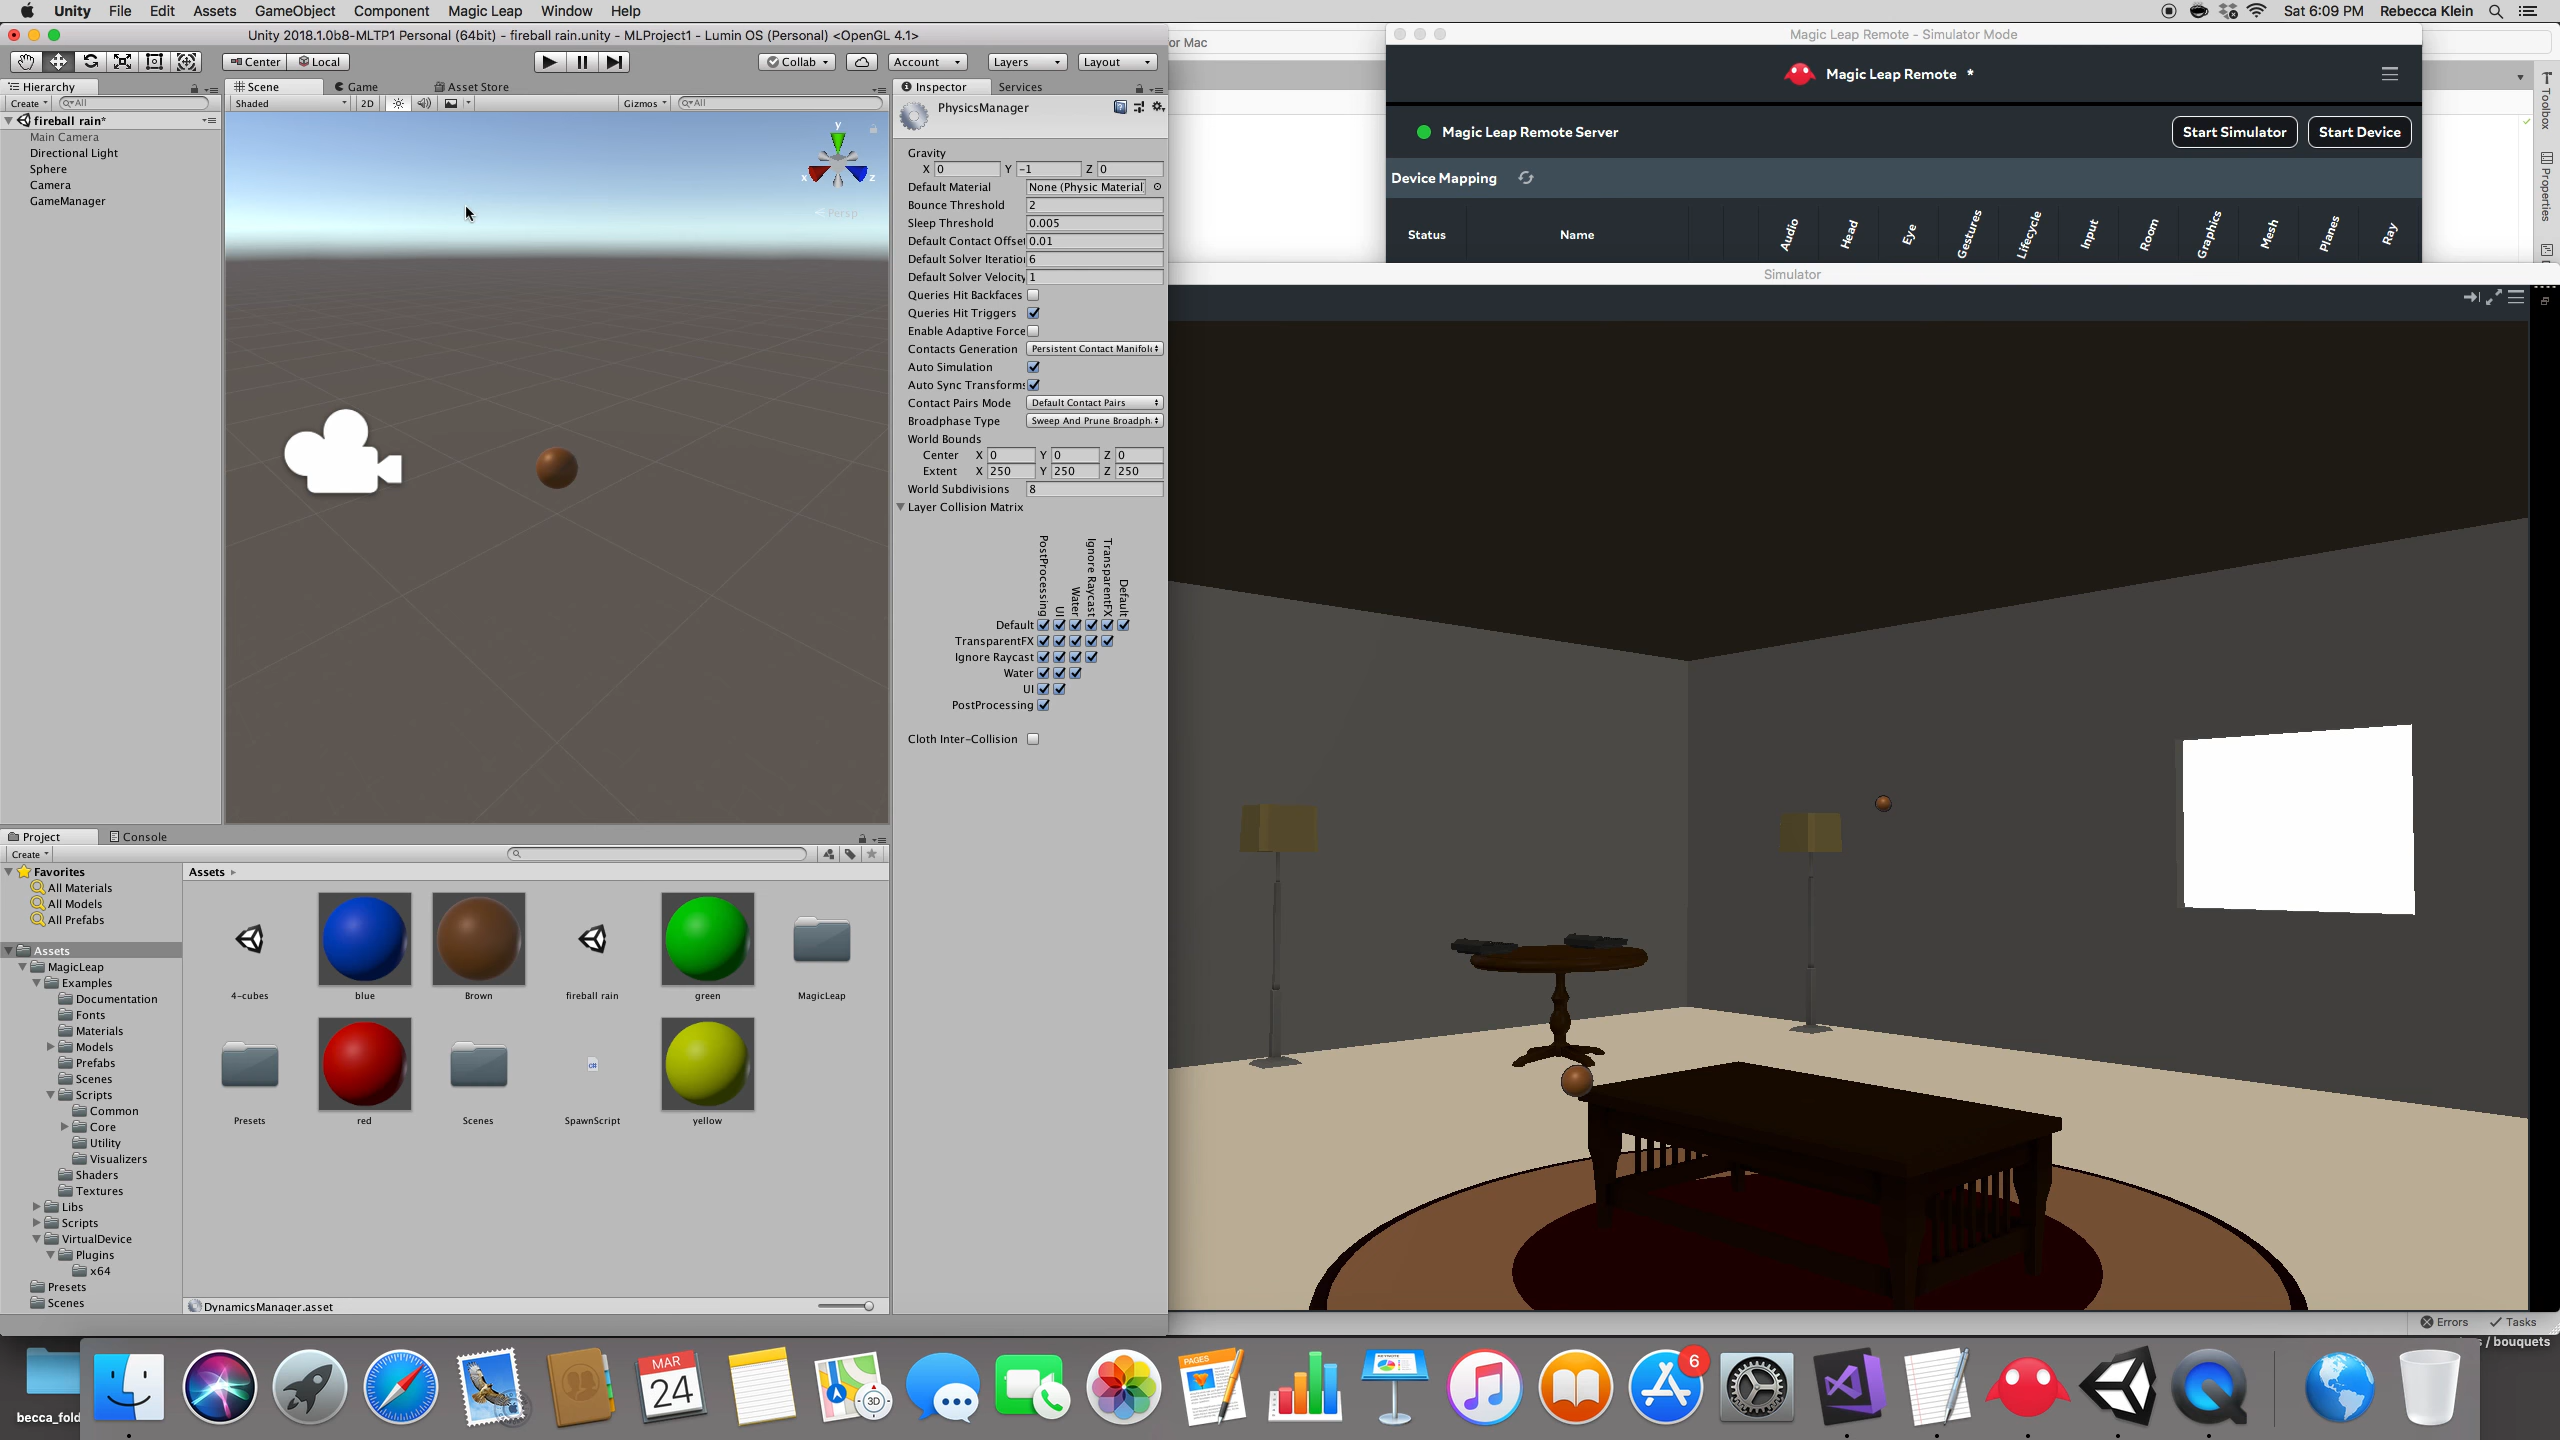 Unity File Edit Assets GameObject Component Magic Leap Window Help
Sat 6:09 PM Rebecca Klein
Unity 2018.1.0b8-MLTP1 Personal (64bit) - fireball rain.unity - MLProject1 - Lumin OS (Personal) <OpenGL 4.1>
Center Local
Collab Account Layers Layout
Hierarchy
Create All
fireball rain*
Main Camera
Directional Light
Sphere
Camera
GameManager
Scene Game Asset Store
Shaded 2D Gizmos All
y
x z
Persp
Inspector Services
PhysicsManager
Gravity
X 0 Y -1 Z 0
Default Material None (Physic Material
Bounce Threshold 2
Sleep Threshold 0.005
Default Contact Offset 0.01
Default Solver Iteration 6
Default Solver Velocity 1
Queries Hit Backfaces
Queries Hit Triggers
Enable Adaptive Force
Contacts Generation Persistent Contact Manifol
Auto Simulation
Auto Sync Transforms
Contact Pairs Mode Default Contact Pairs
Broadphase Type Sweep And Prune Broadph
World Bounds
Center X 0 Y 0 Z 0
Extent X 250 Y 250 Z 250
World Subdivisions 8
Layer Collision Matrix
PostProcessing
UI
Water
Ignore Raycast
TransparentFX
Default
Default
TransparentFX
Ignore Raycast
Water
UI
PostProcessing
Cloth Inter-Collision
Project Console
Create
Favorites
All Materials
All Models
All Prefabs
Assets
MagicLeap
Examples
Documentation
Fonts
Materials
Models
Prefabs
Scenes
Scripts
Common
Core
Utility
Visualizers
Shaders
Textures
Libs
Scripts
VirtualDevice
Plugins
x64
Presets
Scenes
Assets
4-cubes blue Brown fireball rain green MagicLeap
C#
Presets red Scenes SpawnScript yellow
DynamicsManager.asset
or Mac
Magic Leap Remote - Simulator Mode
Magic Leap Remote *
Magic Leap Remote Server Start Simulator Start Device
Device Mapping
Status Name Audio Head Eye Gestures Lifecycle Input Room Graphics Mesh Planes Ray
Simulator
Toolbox
Properties
Errors Tasks
s / bouquets
becca_fold
MAR
24
3D
PAGES
KEYNOTE
6